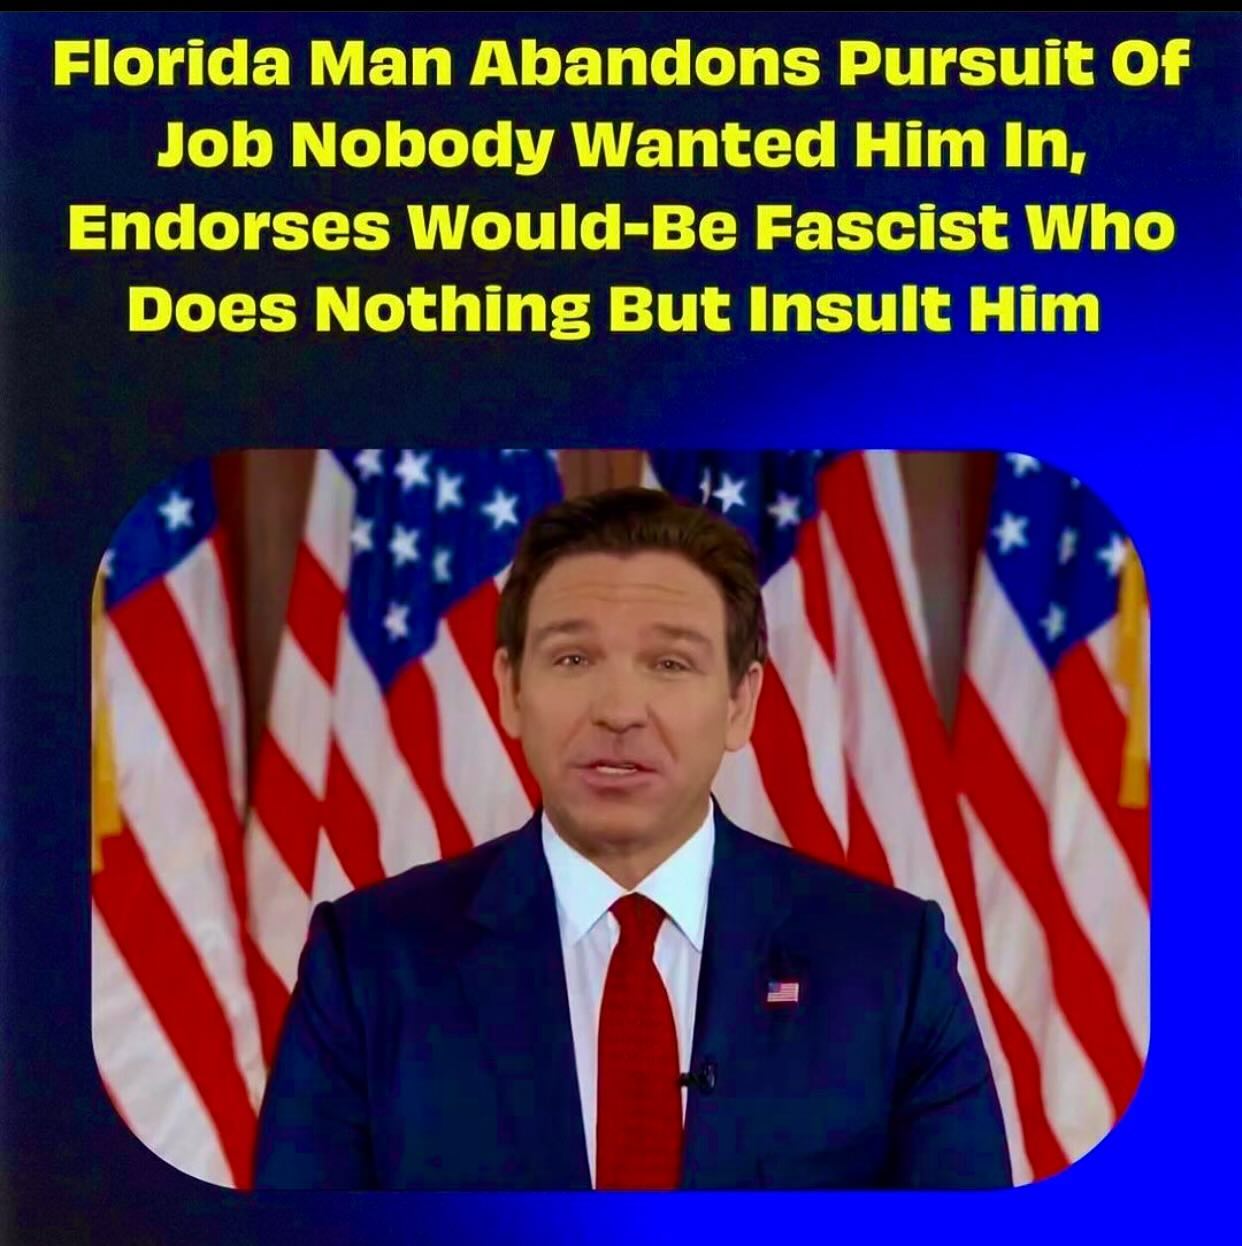 Florida Man Abandons Pursuit Of
Job Nobody Wanted Him In,
Endorses Would-Be Fascist Who
Does Nothing But Insult Him